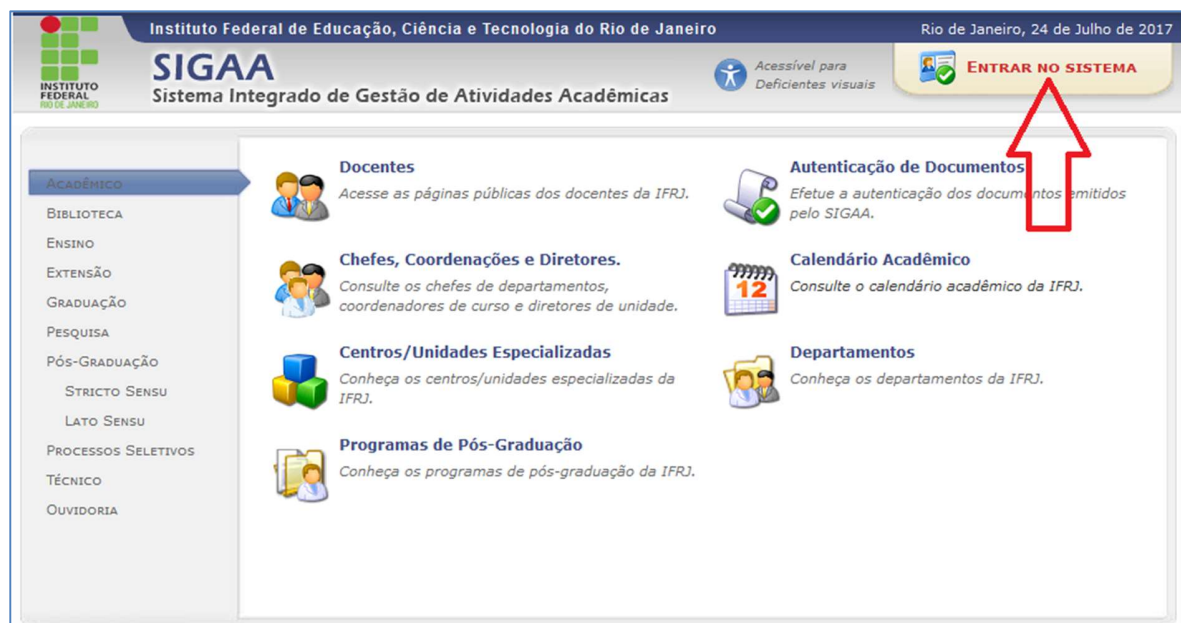 Instituto Federal de Educação, Ciência e Tecnologia do Rio de Janeiro
Rio de Janeiro, 24 de Julho de 2017
INSTITUTO
FEDERAL
RIO DE JANEIRO
SIGAA
Sistema Integrado de Gestão de Atividades Acadêmicas
Acessível para
Deficientes visuais
ENTRAR NO SISTEMA
ACADÊMICO
BIBLIOTECA
ENSINO
EXTENSÃO
GRADUAÇÃO
PESQUISA
PÓS-GRADUAÇÃO
STRICTO SENSU
LATO SENSU
PROCESSOS SELETIVOS
TÉCNICO
OUVIDORIA
Docentes
Acesse as páginas públicas dos docentes da IFRJ.
Autenticação de Documentos
Efetue a autenticação dos documentos emitidos
pelo SIGAA.
Chefes, Coordenações e Diretores.
Consulte os chefes de departamentos,
coordenadores de curso e diretores de unidade.
12
Calendário Acadêmico
Consulte o calendário acadêmico da IFRJ.
Centros/Unidades Especializadas
Conheça os centros/unidades especializadas da
IFRJ.
Departamentos
Conheça os departamentos da IFRJ.
Programas de Pós-Graduação
Conheça os programas de pós-graduação da IFRJ.